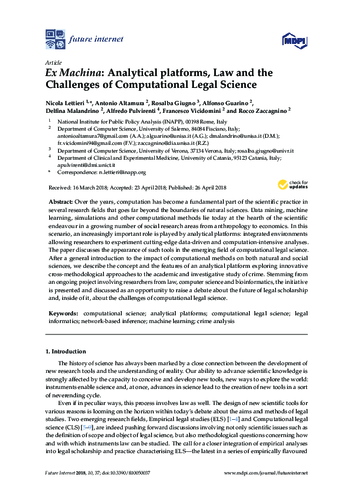 future internet
MDPI
Article
Ex Machina: Analytical platforms, Law and the
Challenges of Computational Legal Science
Nicola Lettieri 1,*, Antonio Altamura 2, Rosalba Giugno 3, Alfonso Guarino 2,
Delfina Malandrino 2, Alfredo Pulvirenti 4, Francesco Vicidomini 2 and Rocco Zaccagnino 2
1 National Institute for Public Policy Analysis (INAPP), 00198 Rome, Italy
2 Department of Computer Science, University of Salerno, 84084 Fisciano, Italy;
antonioaltamura7@gmail.com (A.A.); alguarino@unisa.it (A.G.); dmalandrino@unisa.it (D.M.);
fr.vicidomini94@gmail.com (F.V.); zaccagnino@dia.unisa.it (R.Z.)
3 Department of Computer Science, University of Verona, 37134 Verona, Italy; rosalba.giugno@univr.it
4 Department of Clinical and Experimental Medicine, University of Catania, 95123 Catania, Italy;
apulvirenti@dmi.unict.it
* Correspondence: n.lettieri@inapp.org
Received: 16 March 2018; Accepted: 23 April 2018; Published: 26 April 2018
check for
updates
Abstract: Over the years, computation has become a fundamental part of the scientific practice in
several research fields that goes far beyond the boundaries of natural sciences. Data mining, machine
learning, simulations and other computational methods lie today at the hearth of the scientific
endeavour in a growing number of social research areas from anthropology to economics. In this
scenario, an increasingly important role is played by analytical platforms: integrated environments
allowing researchers to experiment cutting-edge data-driven and computation-intensive analyses.
The paper discusses the appearance of such tools in the emerging field of computational legal science.
After a general introduction to the impact of computational methods on both natural and social
sciences, we describe the concept and the features of an analytical platform exploring innovative
cross-methodological approaches to the academic and investigative study of crime. Stemming from
an ongoing project involving researchers from law, computer science and bioinformatics, the initiative
is presented and discussed as an opportunity to raise a debate about the future of legal scholarship
and, inside of it, about the challenges of computational legal science.
Keywords: computational science; analytical platforms; computational legal science; legal
informatics; network-based inference; machine learning; crime analysis
1. Introduction
The history of science has always been marked by a close connection between the development of
new research tools and the understanding of reality. Our ability to advance scientific knowledge is
strongly affected by the capacity to conceive and develop new tools, new ways to explore the world:
instruments enable science and, at once, advances in science lead to the creation of new tools in a sort
of neverending cycle.
Even if in peculiar ways, this process involves law as well. The design of new scientific tools for
various reasons is looming on the horizon within today's debate about the aims and methods of legal
studies. Two emerging research fields, Empirical legal studies (ELS) [1–4] and Computational legal
science (CLS) [5,6], are indeed pushing forward discussions involving not only scientific issues such as
the definition of scope and object of legal science, but also methodological questions concerning how
and with which instruments law can be studied. The call for a closer integration of empirical analyses
into legal scholarship and practice characterising ELS—the latest in a series of empirically flavoured
Future Internet 2018, 10, 37; doi:10.3390/fi10050037
www.mdpi.com/journal/futureinternet